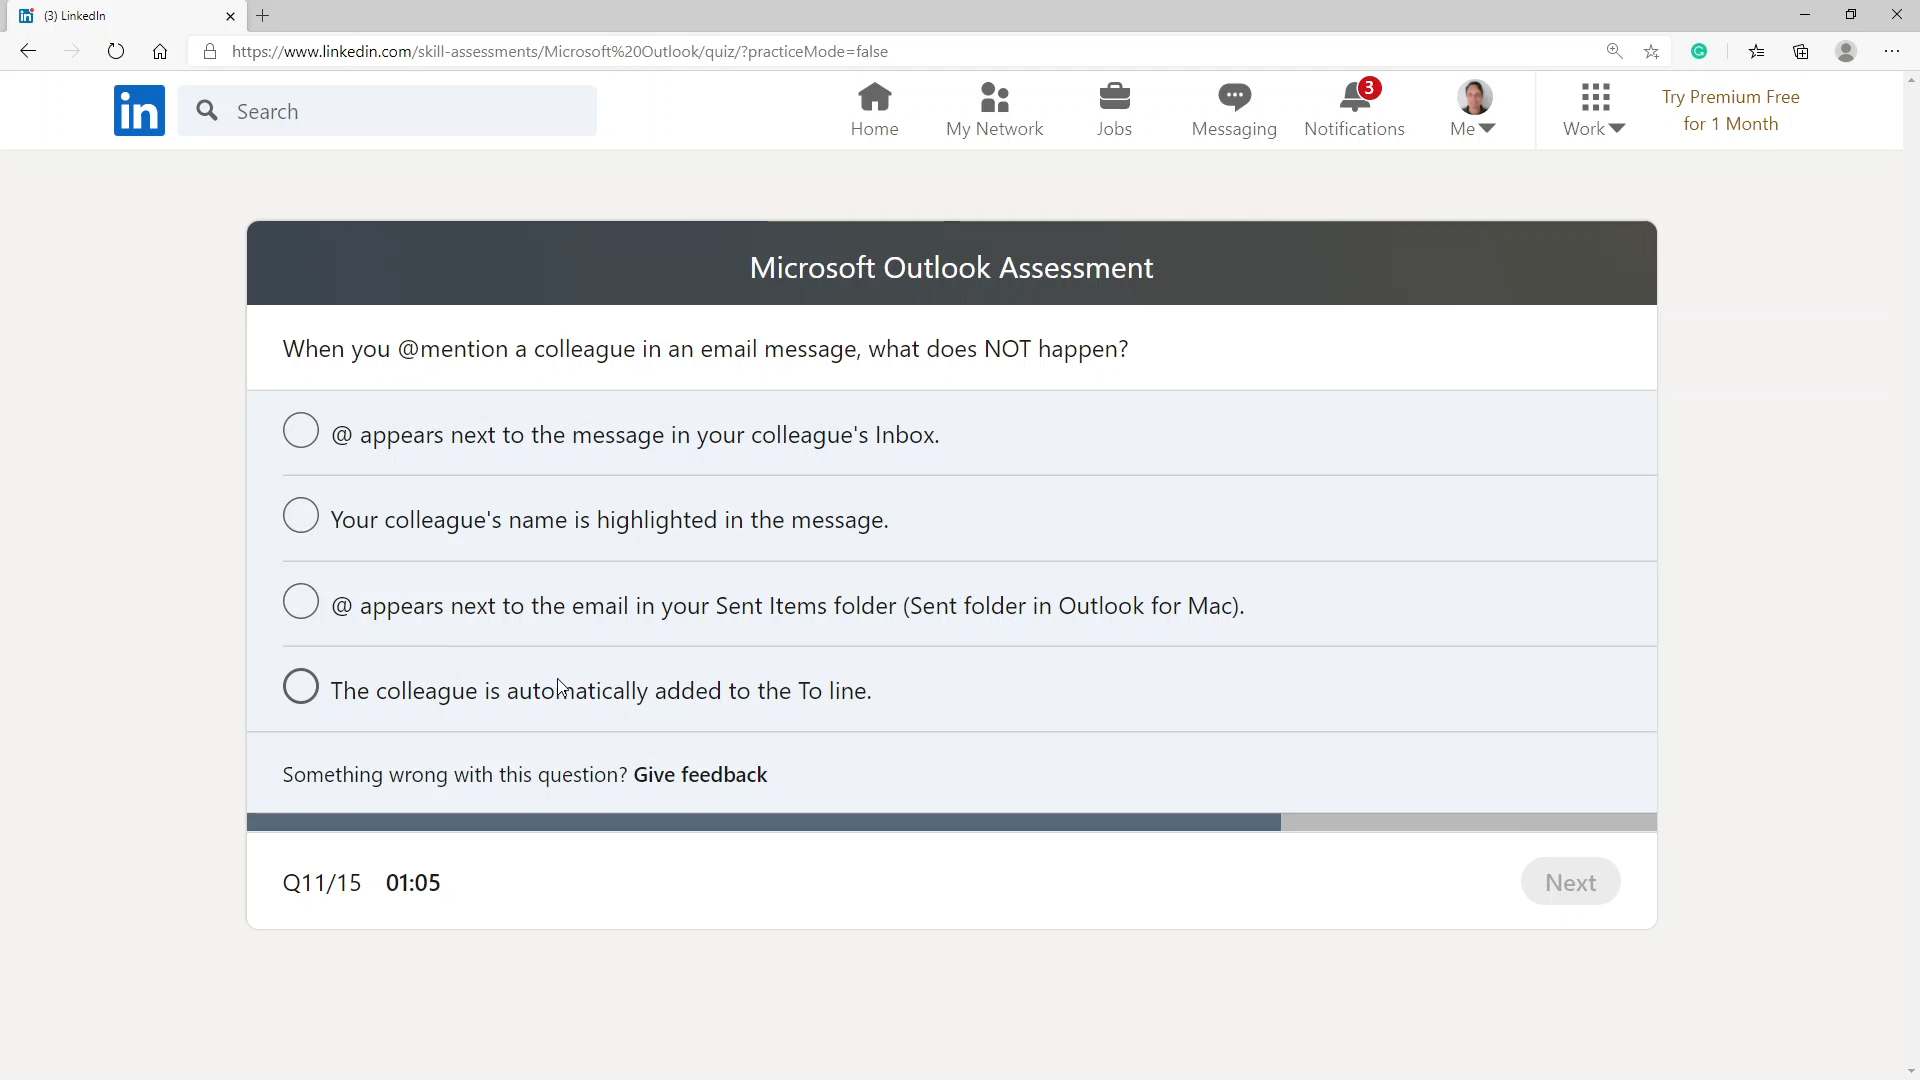 (3) LinkedIn
https://www.linkedin.com/skill-assessments/Microsoft%20Outlook/quiz/?practiceMode=false
in
Search
Home
My Network
Jobs
Messaging
3
Notifications
Me
Work
Try Premium Free
for 1 Month
Microsoft Outlook Assessment
When you @mention a colleague in an email message, what does NOT happen?
@ appears next to the message in your colleague's Inbox.
Your colleague's name is highlighted in the message.
@ appears next to the email in your Sent Items folder (Sent folder in Outlook for Mac).
The colleague is automatically added to the To line.
Something wrong with this question? Give feedback
Q11/15 01:05
Next